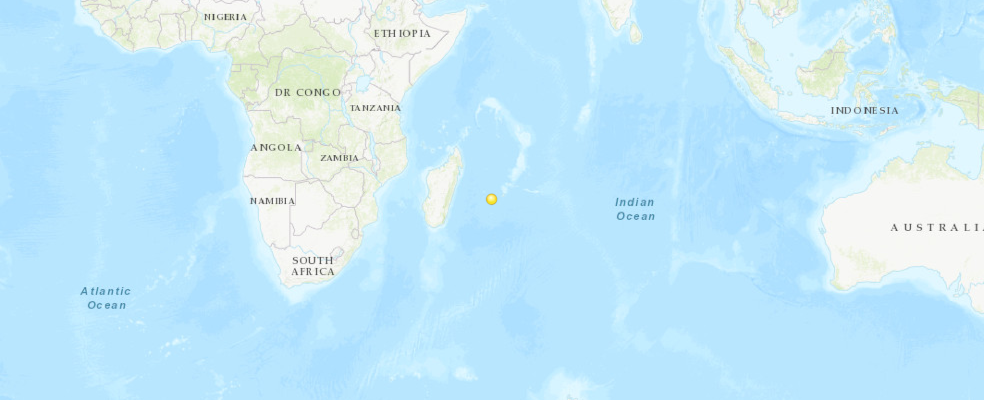 NIGERIA
ETHIOPIA
DR CONGO
TANZANIA
INDONESIA
ANGOLA
ZAMBIA
NAMIBIA
Indian
Ocean
AUSTRALIA
SOUTH
AFRICA
Atlantic
Ocean